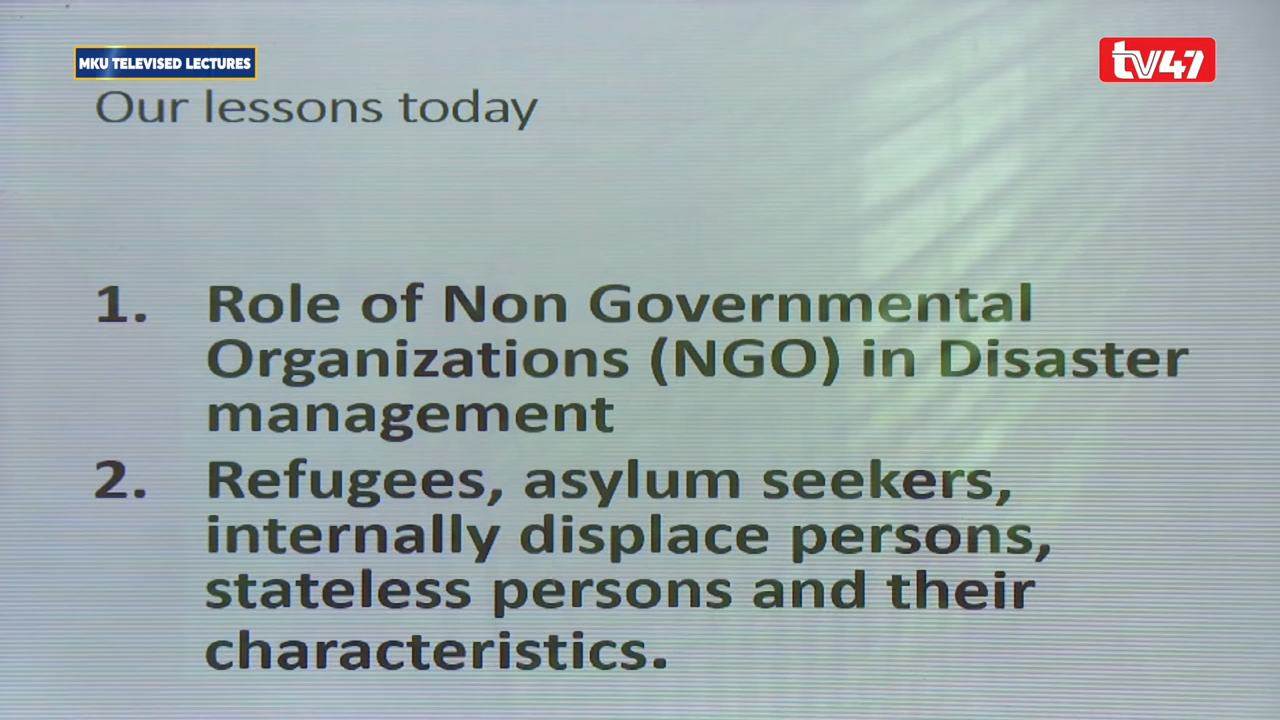 MKU TELEVISED LECTURES
tv47
Our lessons today
1. Role of Non Governmental
Organizations (NGO) in Disaster
management
2. Refugees, asylum seekers,
internally displace persons,
stateless persons and their
characteristics.